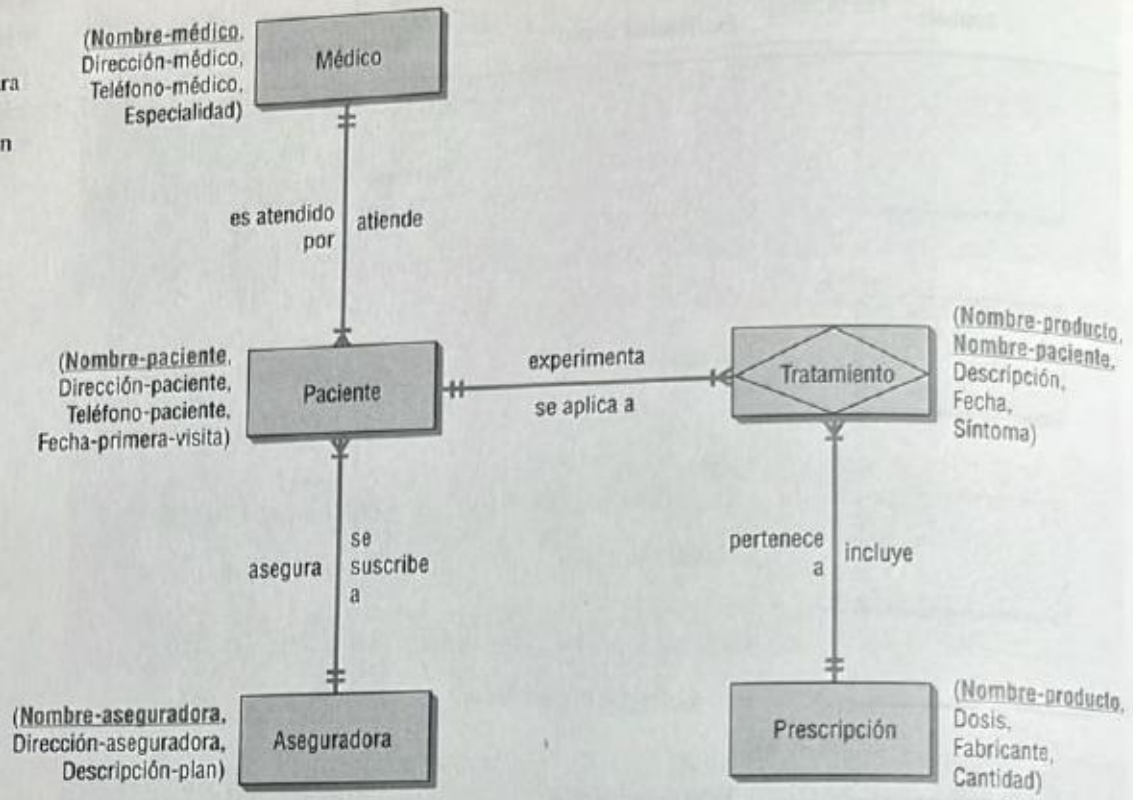 ra
n
(Nombre-médico,
Dirección-médico,
Teléfono-médico,
Especialidad)
Médico
es atendido
por
atiende
(Nombre-paciente,
Dirección-paciente,
Teléfono-paciente,
Fecha-primera-visita)
Paciente
experimenta
se aplica a
Tratamiento
(Nombre-producto,
Nombre-paciente,
Descripción,
Fecha,
Síntoma)
asegura
se
suscribe
a
pertenece
a
incluye
(Nombre-aseguradora,
Dirección-aseguradora,
Descripción-plan)
Aseguradora
Prescripción
(Nombre-producto,
Dosis,
Fabricante,
Cantidad)